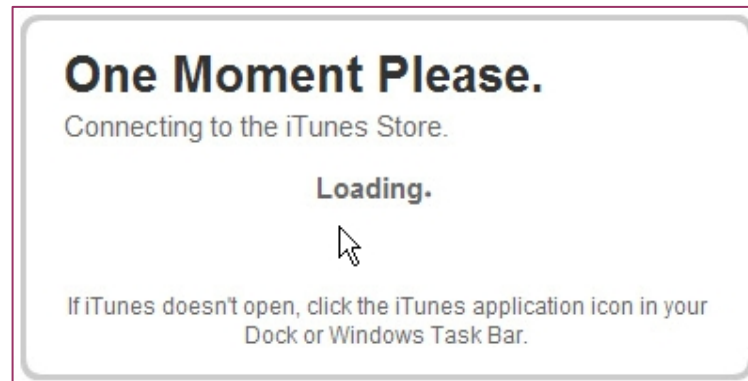 One Moment Please.
Connecting to the iTunes Store.
Loading.
If iTunes doesn't open, click the iTunes application icon in your
Dock or Windows Task Bar.